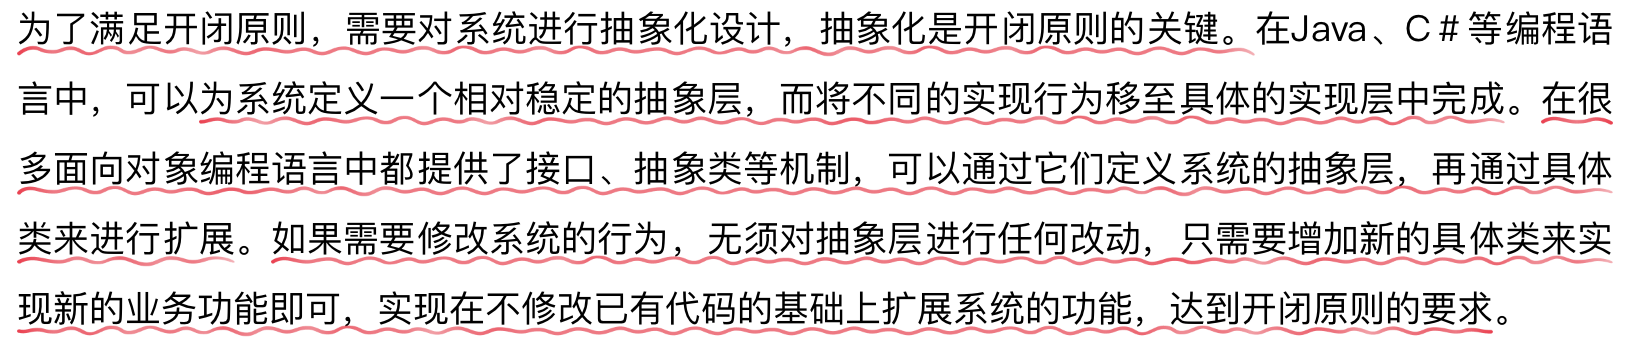 为了满足开闭原则，需要对系统进行抽象化设计，抽象化是开闭原则的关键。在Java、C#等编程语
言中，可以为系统定义一个相对稳定的抽象层，而将不同的实现行为移至具体的实现层中完成。在很
多面向对象编程语言中都提供了接口、抽象类等机制，可以通过它们定义系统的抽象层，再通过具体
类来进行扩展。如果需要修改系统的行为，无须对抽象层进行任何改动，只需要增加新的具体类来实
现新的业务功能即可，实现在不修改已有代码的基础上扩展系统的功能，达到开闭原则的要求。